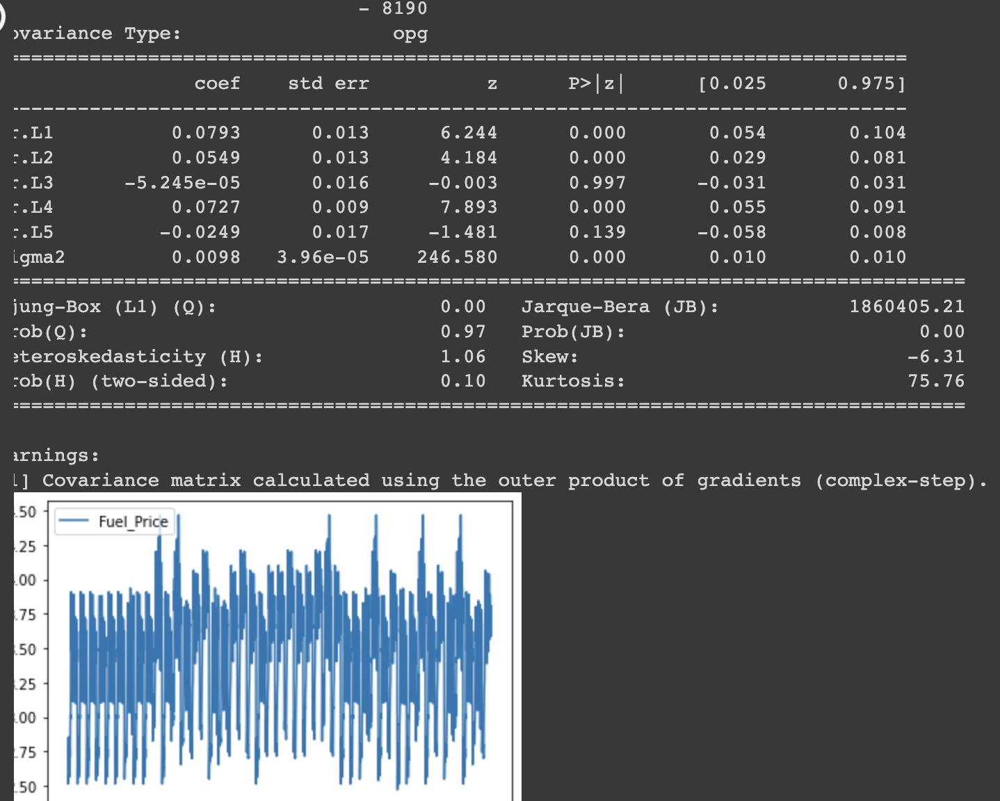 - 8190
ovariance Type: opg
==============================================================================
coef std err z P>|z| [0.025 0.975]
------------------------------------------------------------------------------
r.L1 0.0793 0.013 6.244 0.000 0.054 0.104
r.L2 0.0549 0.013 4.184 0.000 0.029 0.081
r.L3 -5.245e-05 0.016 -0.003 0.997 -0.031 0.031
r.L4 0.0727 0.009 7.893 0.000 0.055 0.091
r.L5 -0.0249 0.017 -1.481 0.139 -0.058 0.008
igma2 0.0098 3.96e-05 246.580 0.000 0.010 0.010
===================================================================================
jung-Box (L1) (Q): 0.00 Jarque-Bera (JB): 1860405.21
rob(Q): 0.97 Prob(JB): 0.00
eteroskedasticity (H): 1.06 Skew: -6.31
rob(H) (two-sided): 0.10 Kurtosis: 75.76
===================================================================================
arnings:
1] Covariance matrix calculated using the outer product of gradients (complex-step).
.50
Fuel_Price
.25
.00
.75
.50
.25
.00
.75
.50